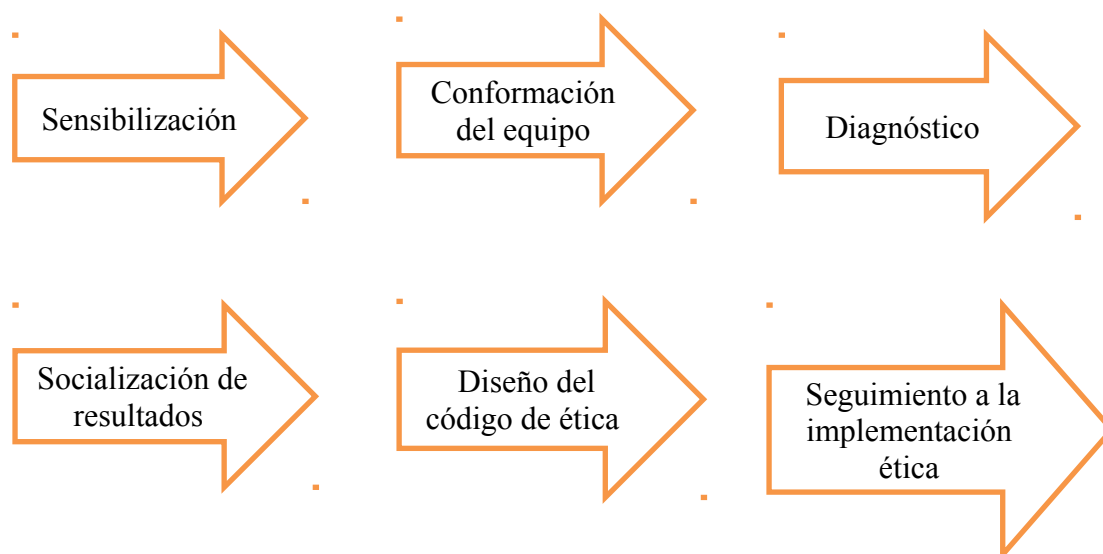 Sensibilización
Conformación
del equipo
Diagnóstico
Socialización de
resultados
Diseño del
código de ética
Seguimiento a la
implementación
ética